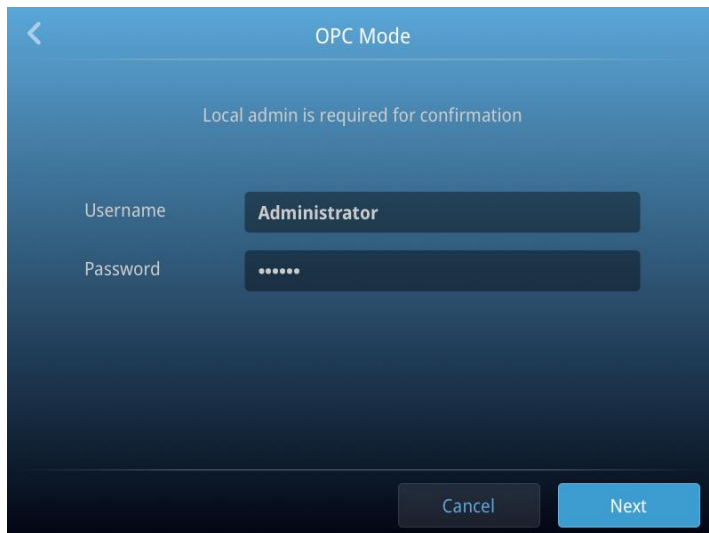 OPC Mode
Local admin is required for confirmation
Username Administrator
Password ••••••
Cancel Next